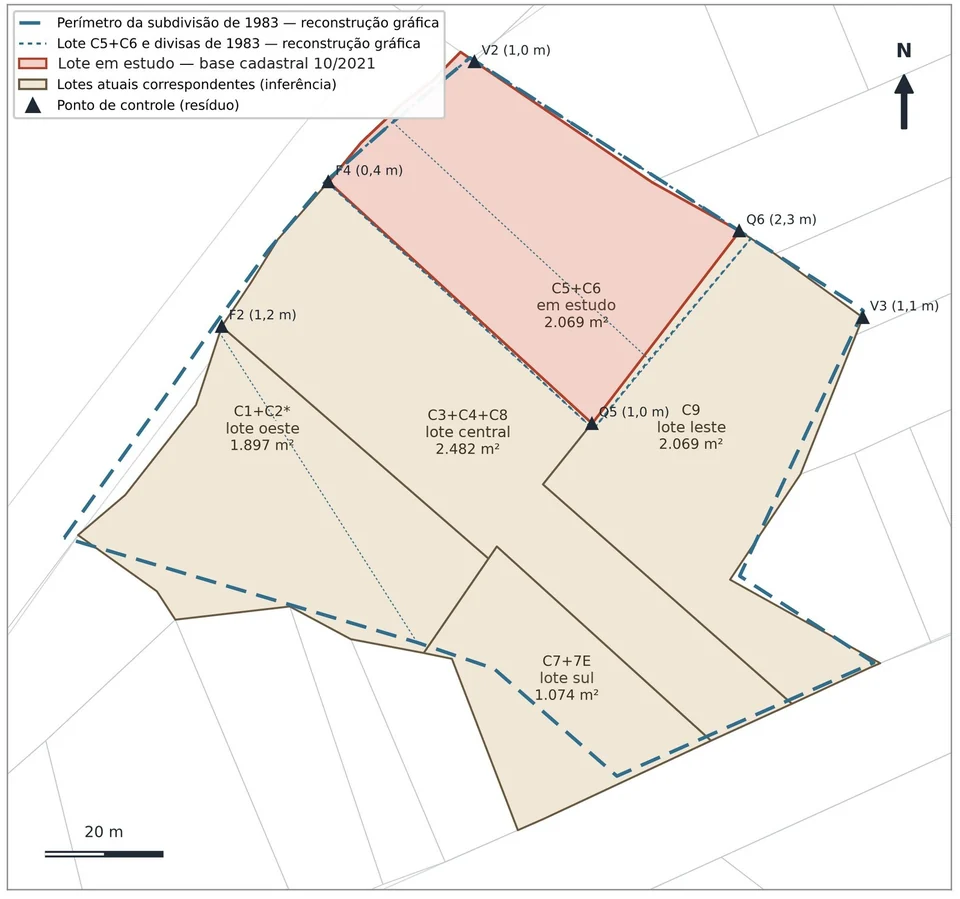 Perímetro da subdivisão de 1983 — reconstrução gráfica
Lote C5+C6 e divisas de 1983 — reconstrução gráfica
Lote em estudo — base cadastral 10/2021
Lotes atuais correspondentes (inferência)
Ponto de controle (resíduo)
V2 (1,0 m)
N
F4 (0,4 m)
Q6 (2,3 m)
C5+C6
em estudo
2.069 m²
V3 (1,1 m)
F2 (1,2 m)
C1+C2*
lote oeste
1.897 m²
C3+C4+C8
lote central
2.482 m²
Q5 (1,0 m)
C9
lote leste
2.069 m²
C7+7E
lote sul
1.074 m²
20 m